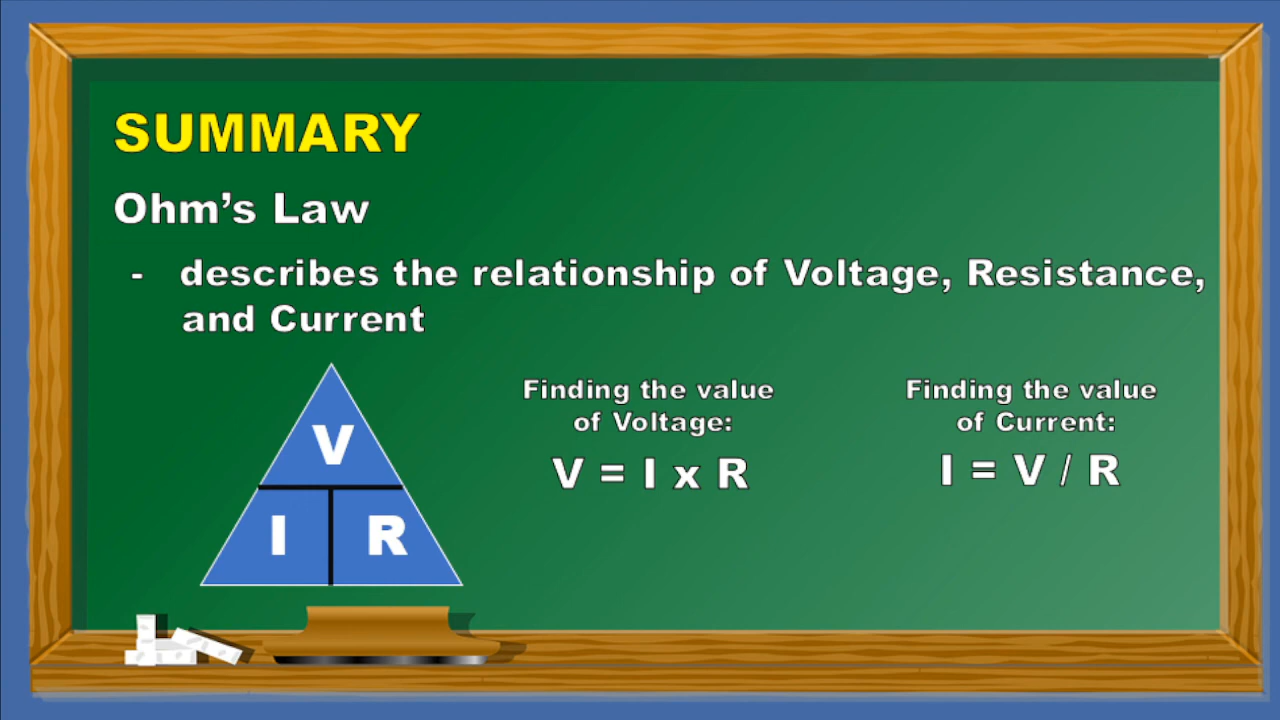 SUMMARY
Ohm’s Law
- describes the relationship of Voltage, Resistance,
and Current
V
I R
Finding the value
of Voltage:
V = I x R
Finding the value
of Current:
I = V / R